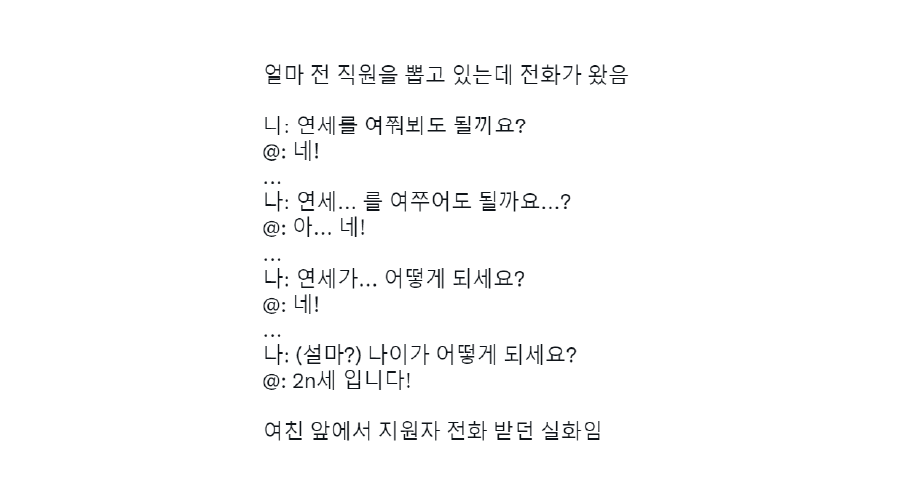 얼마 전 직원을 뽑고 있는데 전화가 왔음
니: 연세를 여쭤뵈도 될끼요?
@: 네!
...
나: 연세... 를 여쭈어도 될까요...?
@: 아... 네!
...
나: 연세가... 어떻게 되세요?
@: 네!
...
나: (설마?) 나이가 어떻게 되세요?
@: 2n세 입니다!
여친 앞에서 지원자 전화 받던 실화임